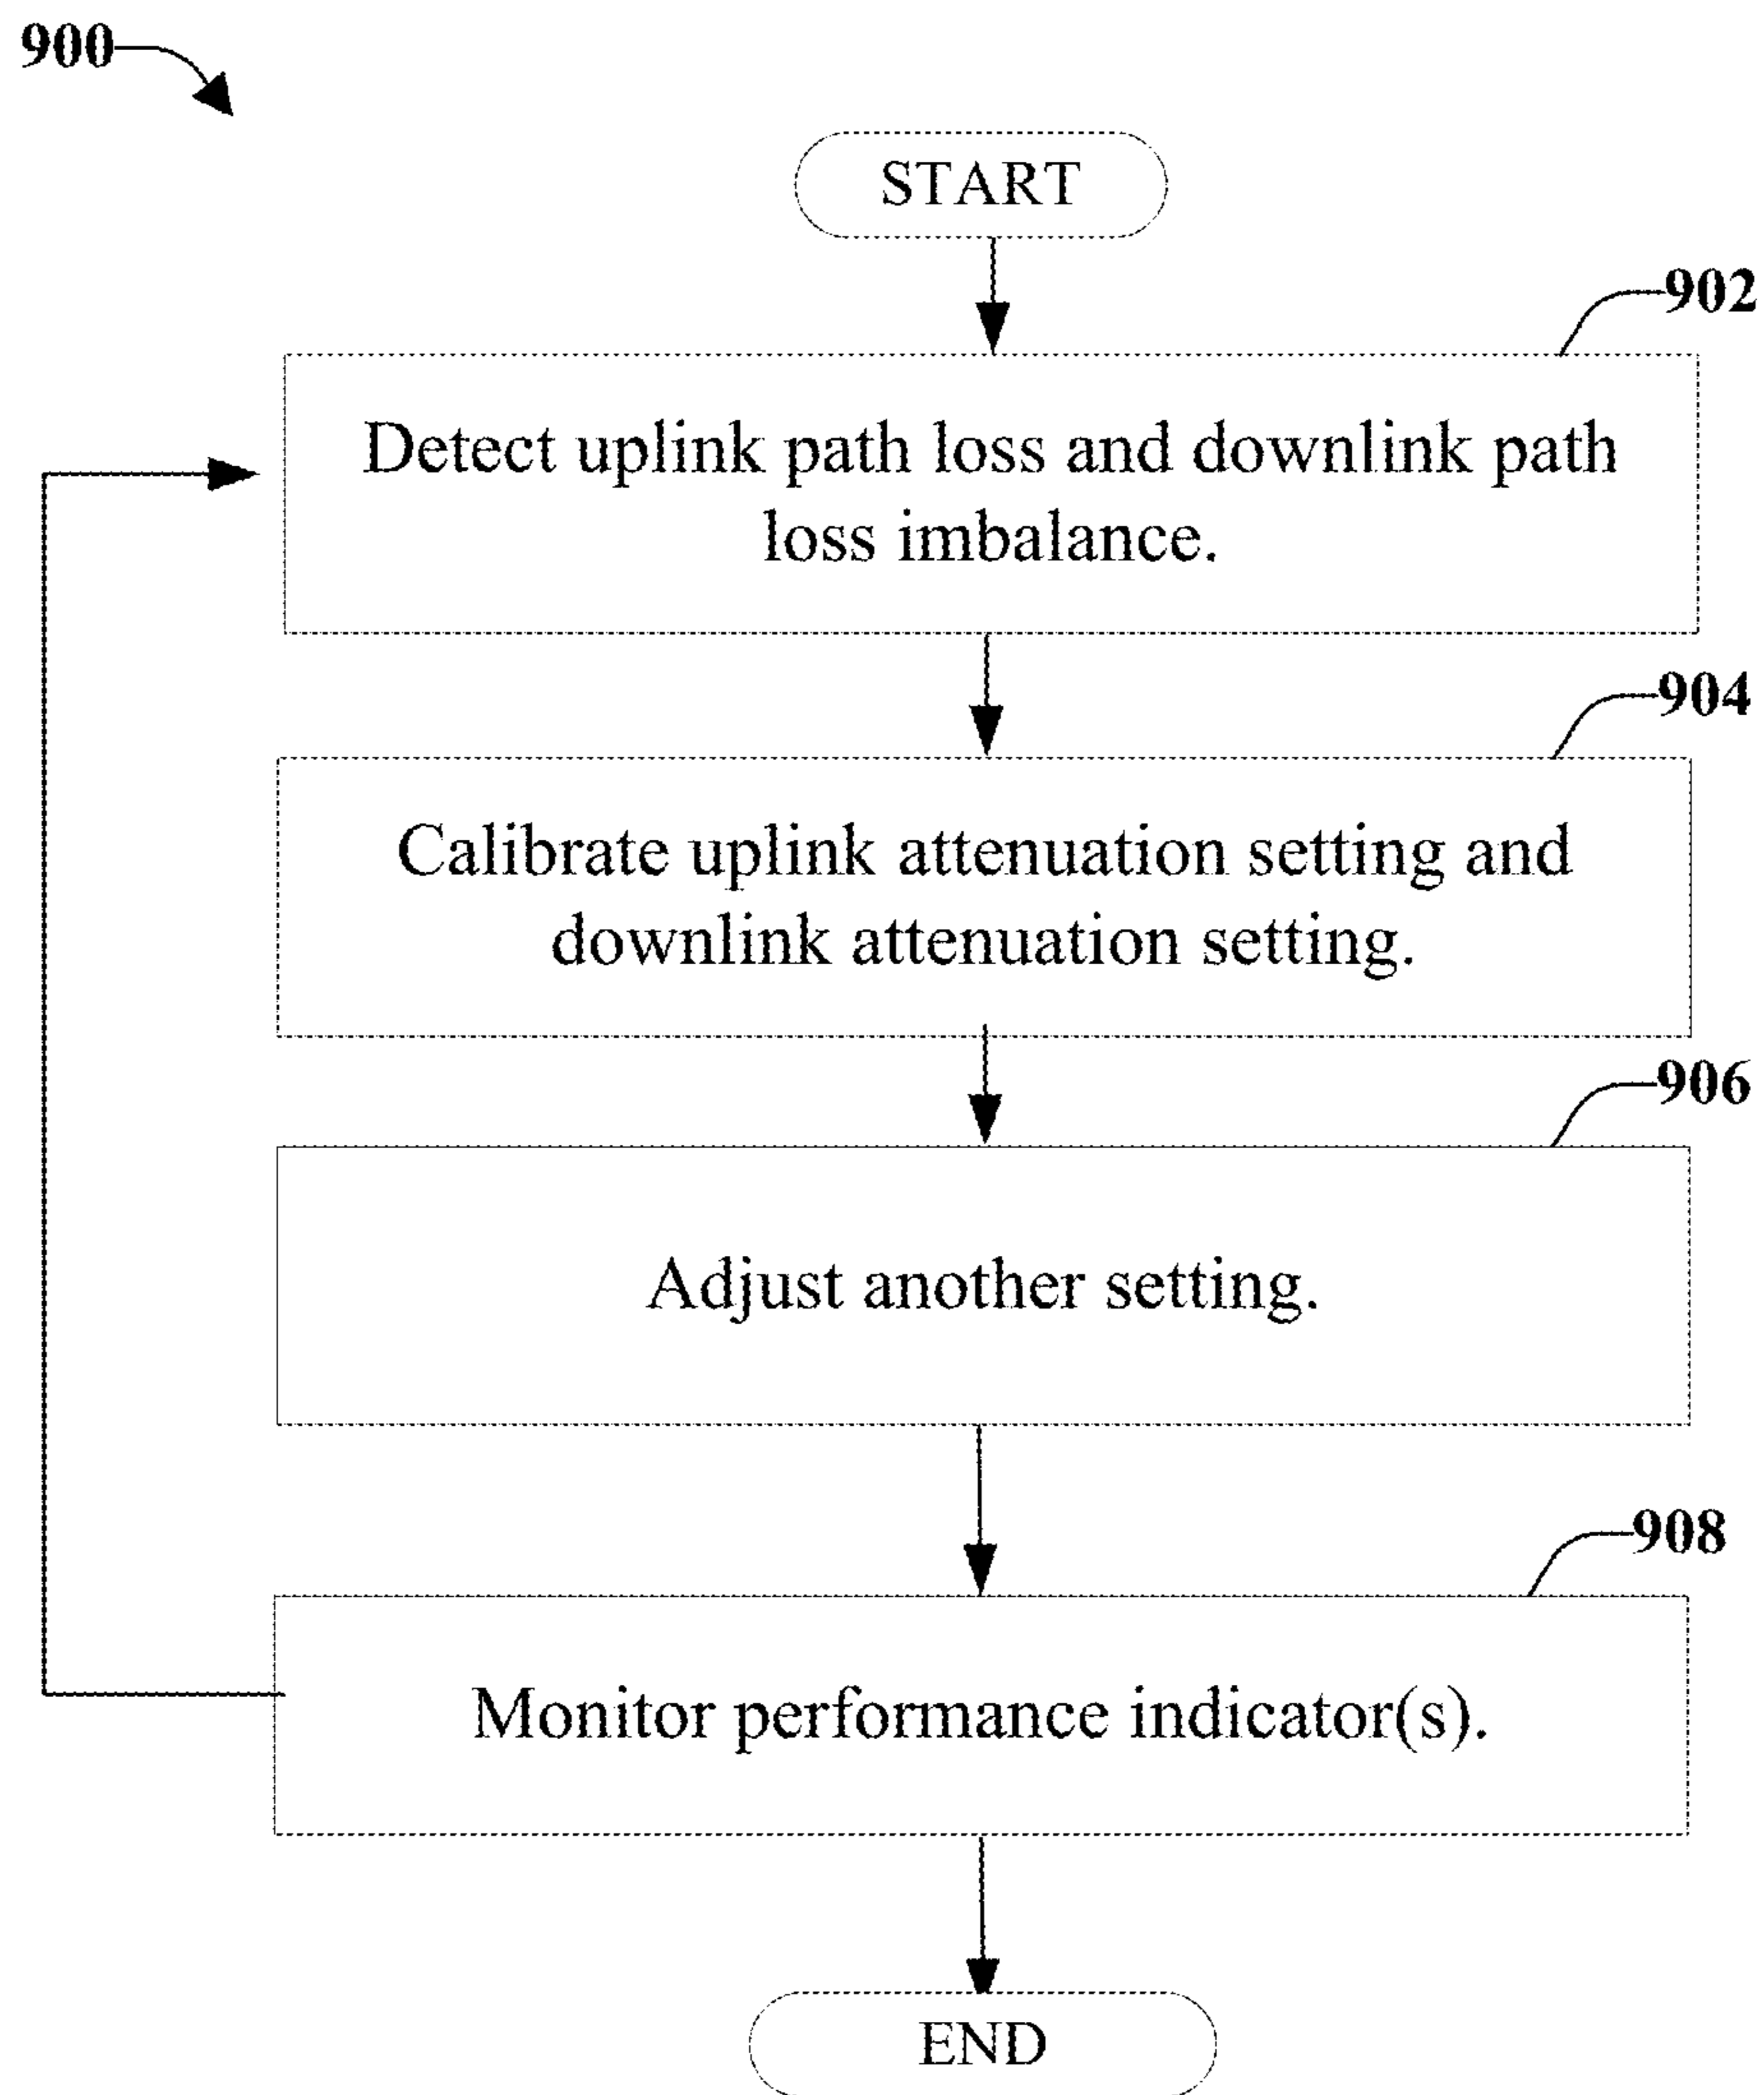 900
START
902
Detect uplink path loss and downlink path
loss imbalance.
904
Calibrate uplink attenuation setting and
downlink attenuation setting.
906
Adjust another setting.
908
Monitor performance indicator(s).
END